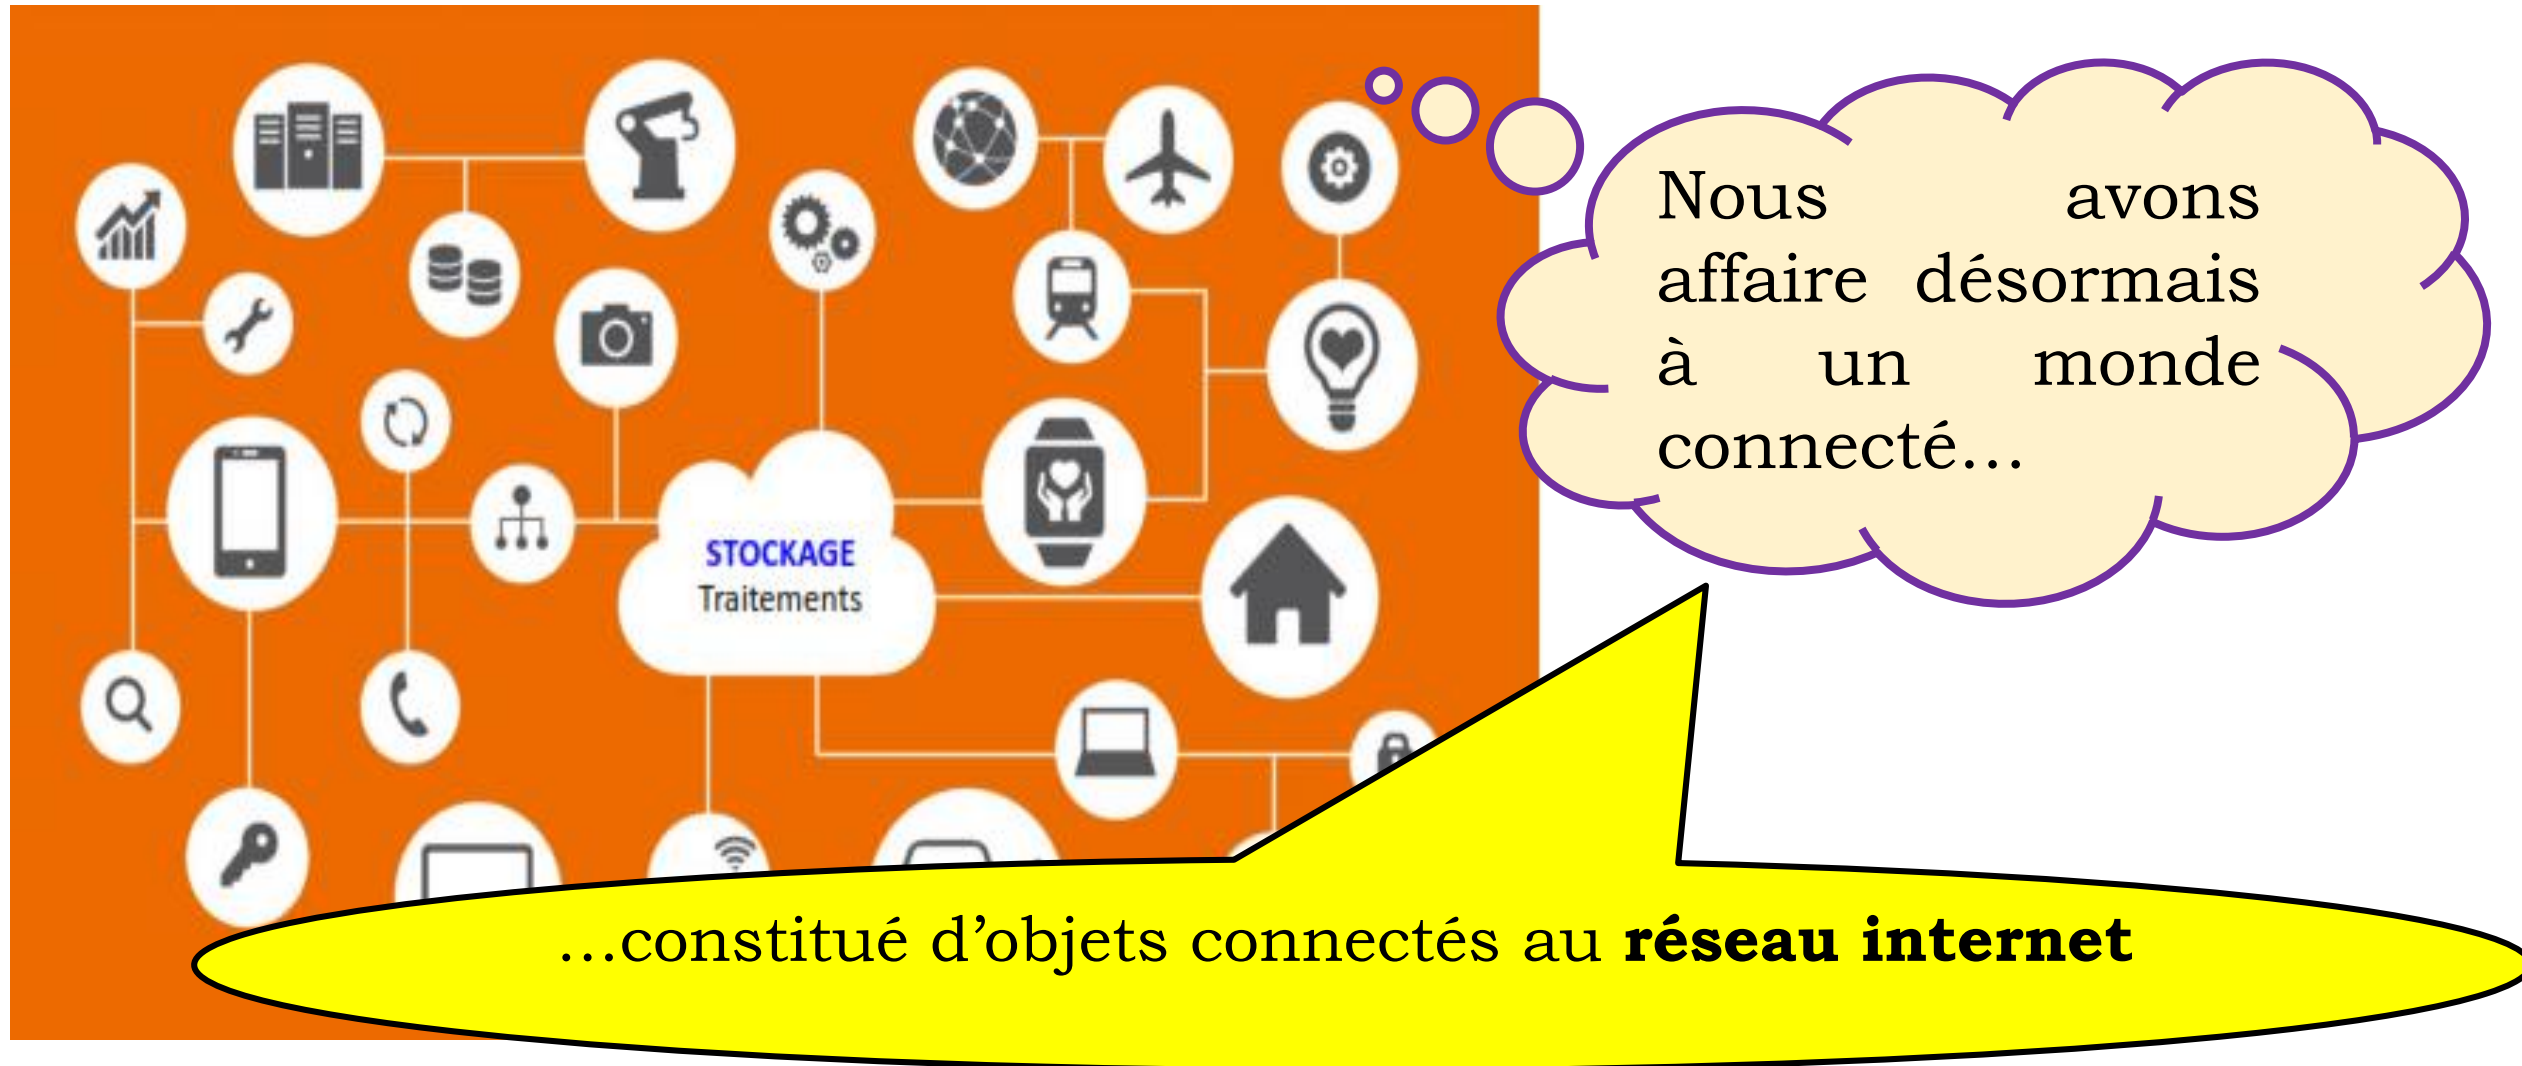 Nous avons
affaire désormais
à un monde
connecté…
STOCKAGE
Traitements
…constitué d’objets connectés au réseau internet